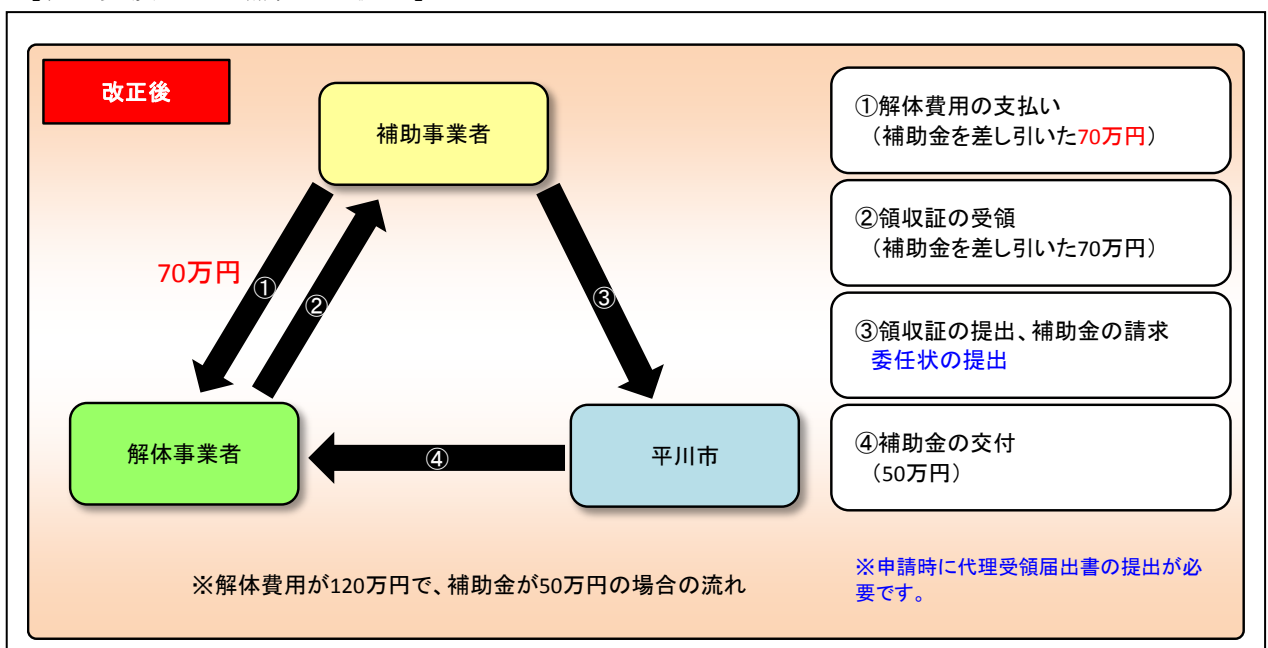 改正後
補助事業者
70万円
①
②
③
解体事業者
④
平川市
※解体費用が120万円で、補助金が50万円の場合の流れ
①解体費用の支払い
（補助金を差し引いた70万円）
②領収証の受領
（補助金を差し引いた70万円）
③領収証の提出、補助金の請求
委任状の提出
④補助金の交付
（50万円）
※申請時に代理受領届出書の提出が必
要です。